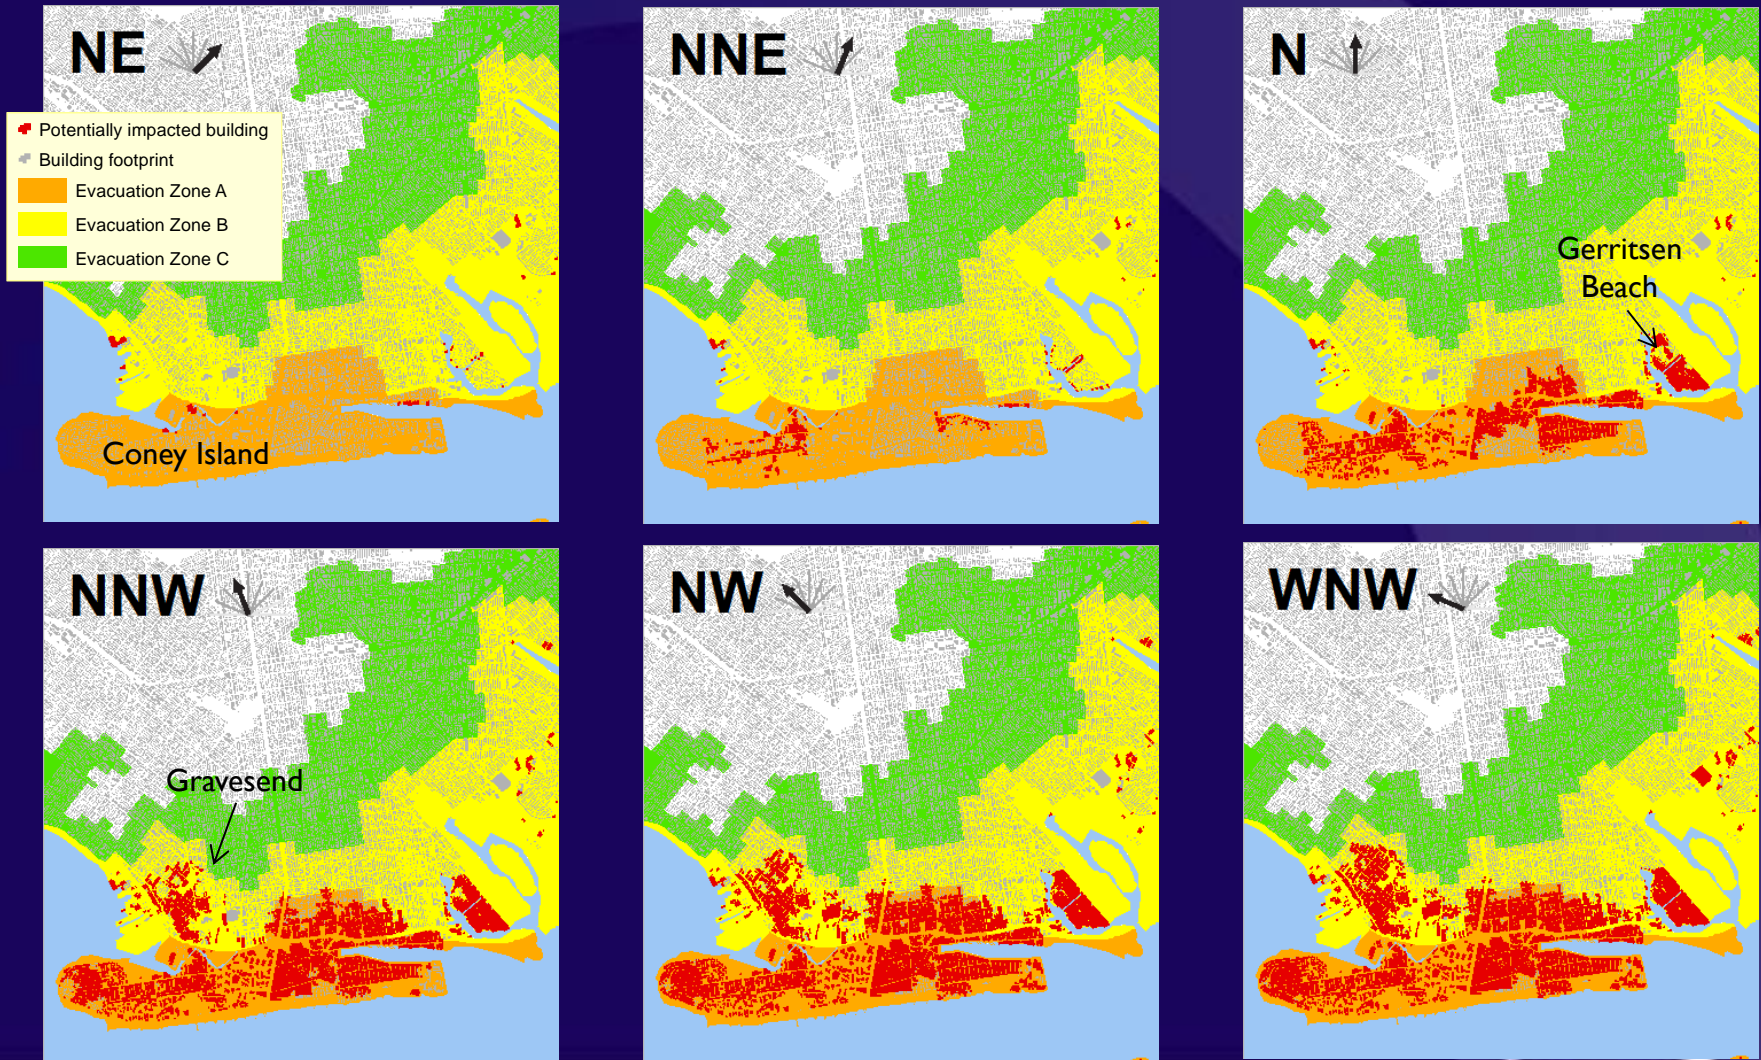 NE
NNE
N
Potentially impacted building
Building footprint
Evacuation Zone A
Evacuation Zone B
Evacuation Zone C
Gerritsen
Beach
Coney Island
NNW
NW
WNW
Gravesend